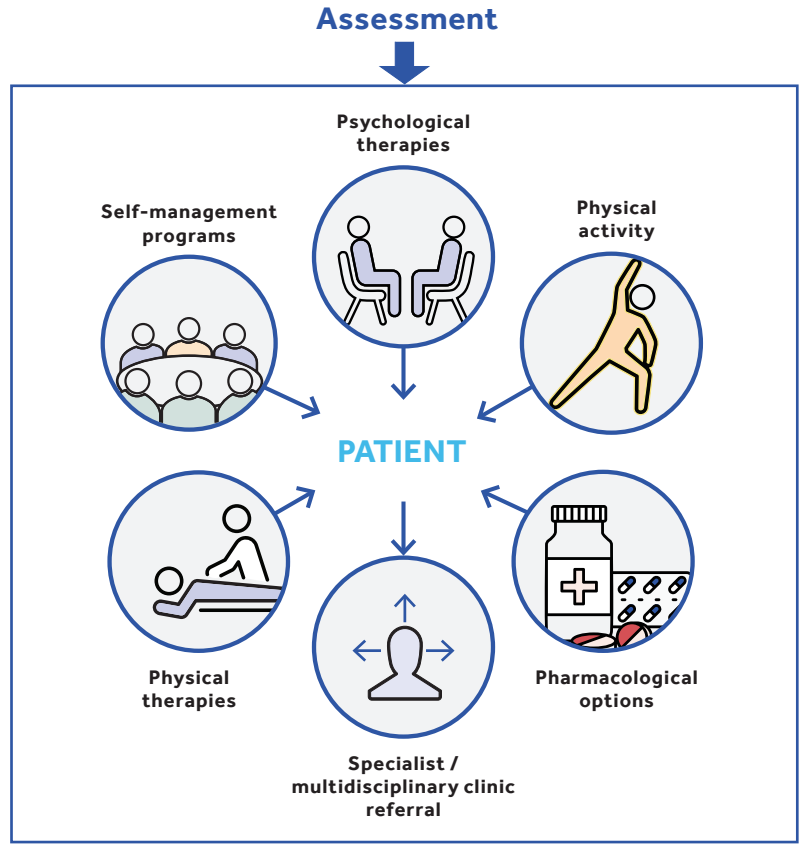 Assessment
Psychological
therapies
Self-management
programs
Physical
activity
PATIENT
Physical
therapies
Pharmacological
options
Specialist /
multidisciplinary clinic
referral